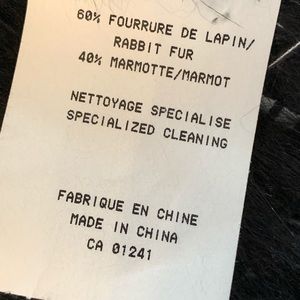 60% FOURRURE DE LAPIN/
RABBIT FUR
40% MARMOTTE/MARMOT
NETTOYAGE SPECIALISE
SPECIALIZED CLEANING
FABRIQUE EN CHINE
MADE IN CHINA
CA 01241